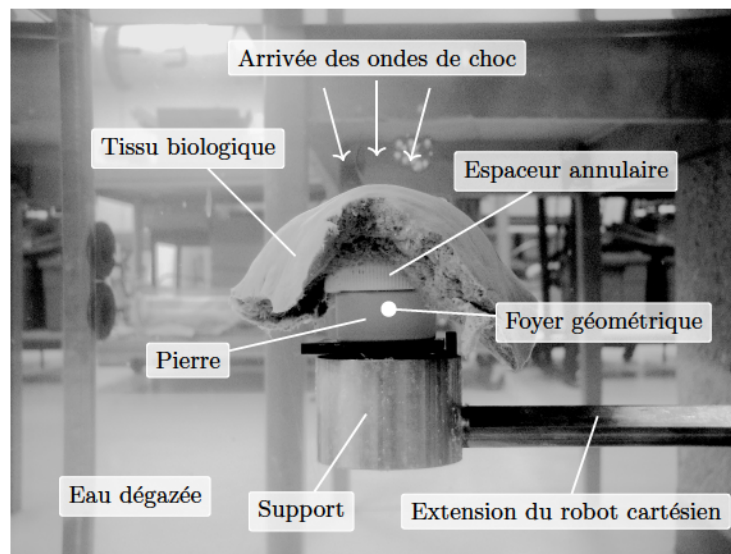 Arrivée des ondes de choc
Tissu biologique
Espaceur annulaire
Foyer géométrique
Pierre
Eau dégazée
Support
Extension du robot cartésien